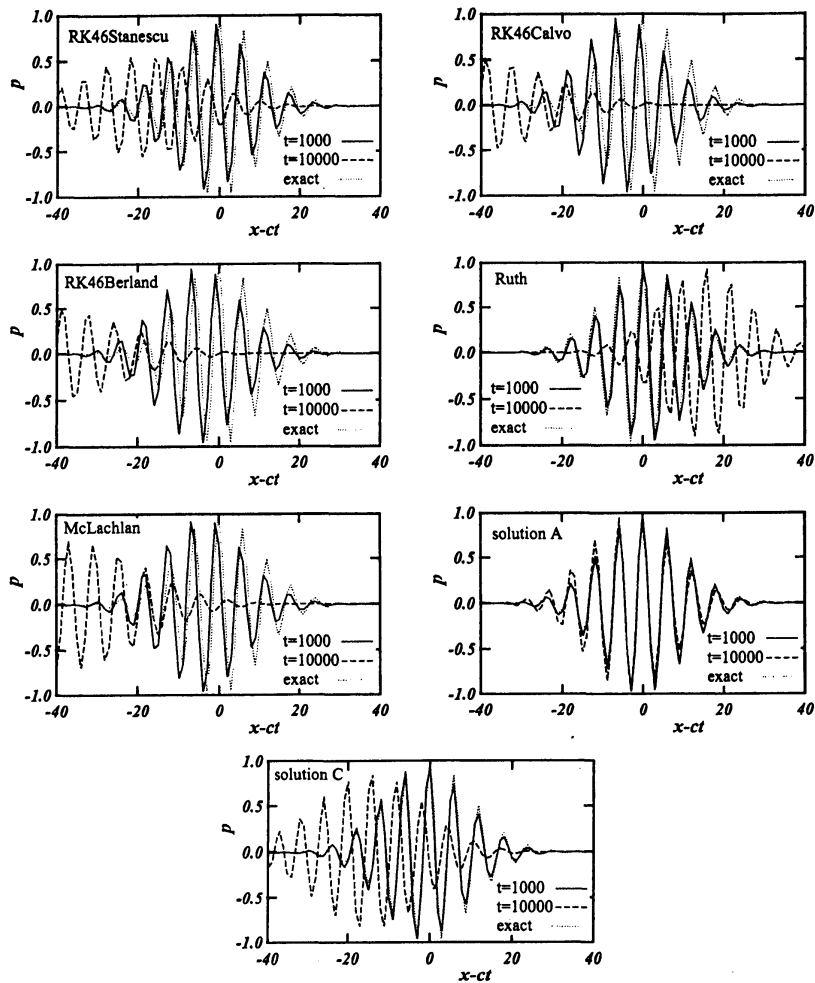 RK46Stanescu
1.0
0.5
0.0
-0.5
-1.0
p
t=1000
t=10000
exact
-40 -20 0 20 40
x-ct
RK46Calvo
1.0
0.5
0.0
-0.5
-1.0
p
t=1000
t=10000
exact
-40 -20 0 20 40
x-ct
RK46Berland
1.0
0.5
0.0
-0.5
-1.0
p
t=1000
t=10000
exact
-40 -20 0 20 40
x-ct
Ruth
1.0
0.5
0.0
-0.5
-1.0
p
t=1000
t=10000
exact
-40 -20 0 20 40
x-ct
McLachlan
1.0
0.5
0.0
-0.5
-1.0
p
t=1000
t=10000
exact
-40 -20 0 20 40
x-ct
solution A
1.0
0.5
0.0
-0.5
-1.0
p
t=1000
t=10000
exact
-40 -20 0 20 40
x-ct
solution C
1.0
0.5
0.0
-0.5
-1.0
p
t=1000
t=10000
exact
-40 -20 0 20 40
x-ct